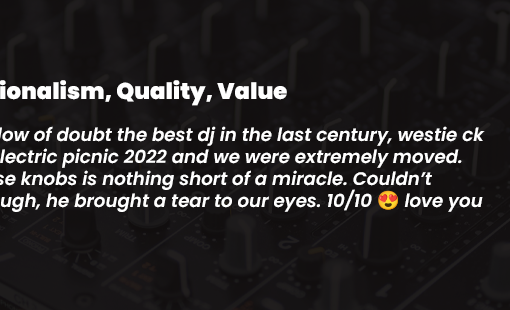 ionalism, Quality, Value
low of doubt the best dj in the last century, westie ck
lectric picnic 2022 and we were extremely moved.
se knobs is nothing short of a miracle. Couldn’t
ugh, he brought a tear to our eyes. 10/10 😍 love you